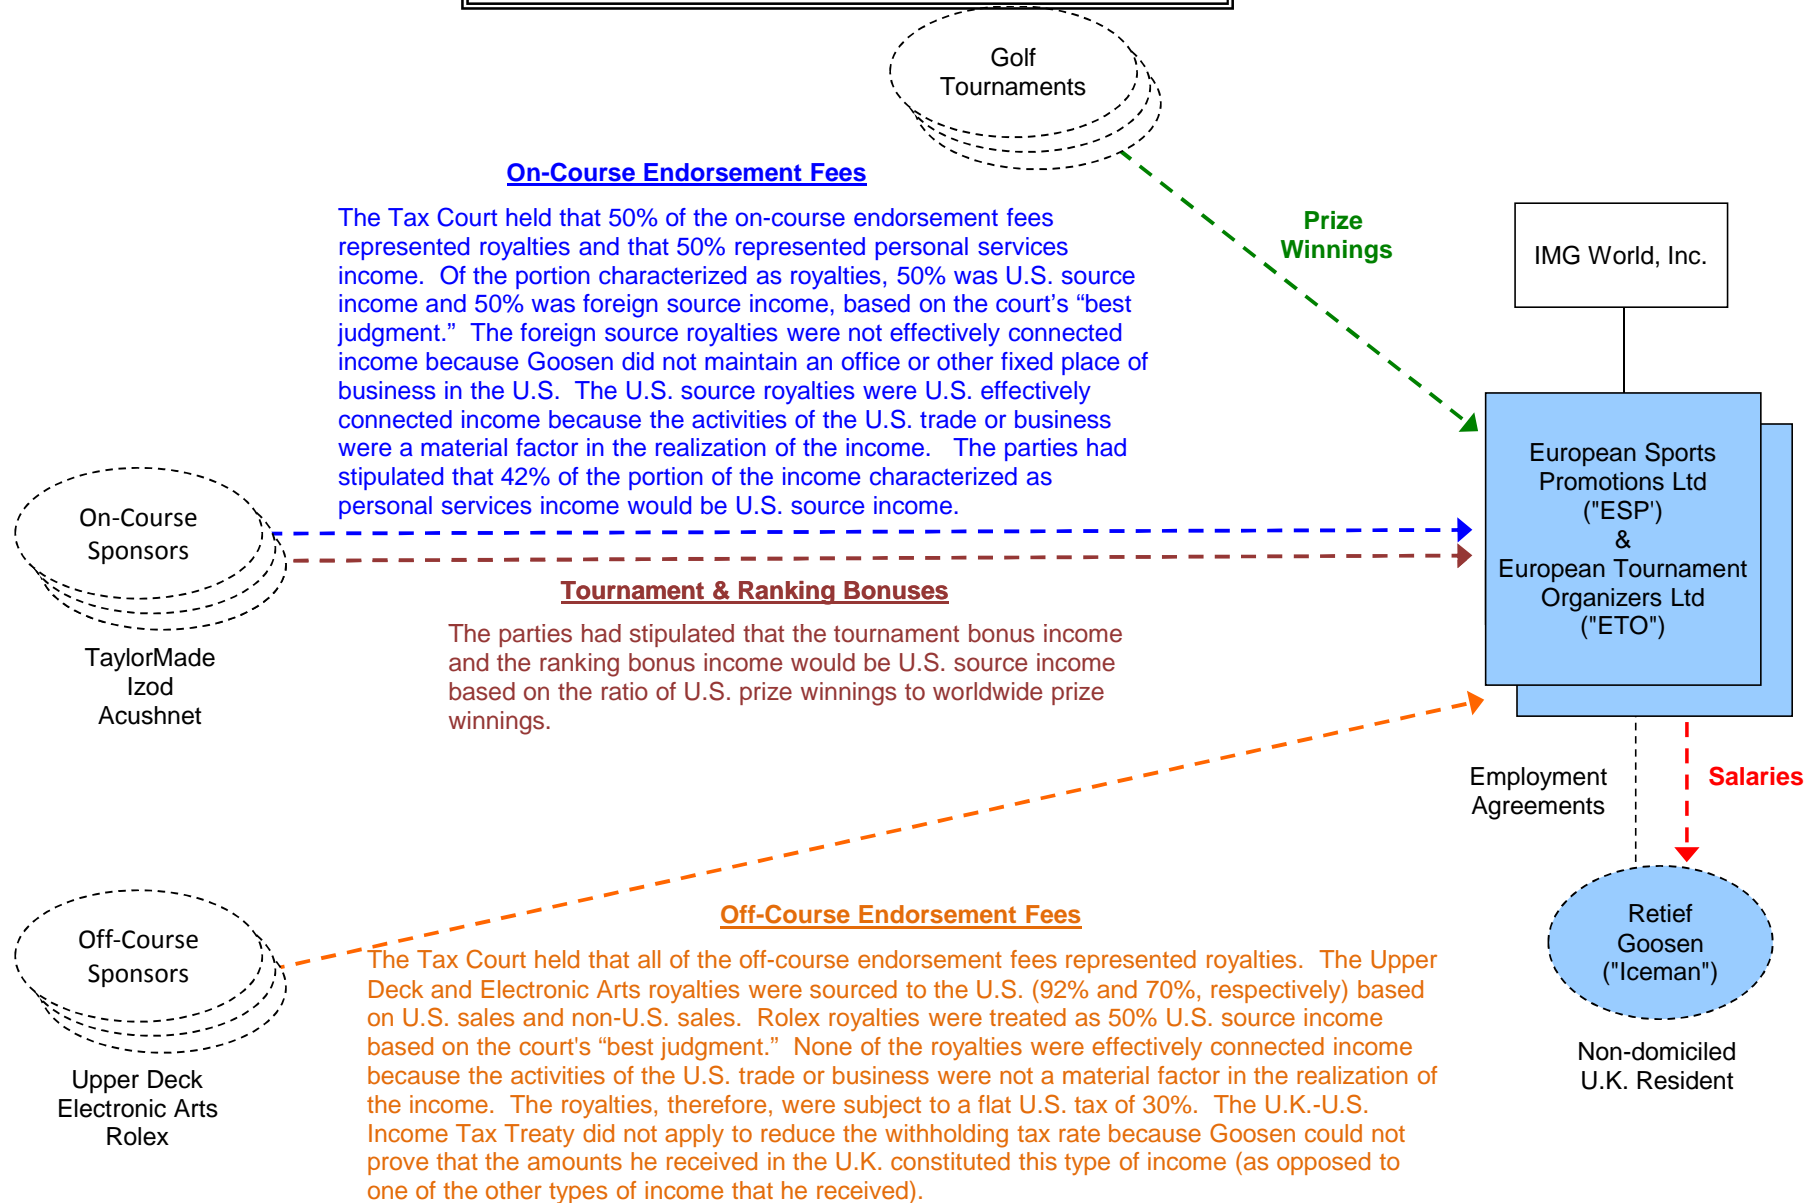 Golf
Tournaments
On-Course Endorsement Fees
The Tax Court held that 50% of the on-course endorsement fees
represented royalties and that 50% represented personal services
income.  Of the portion characterized as royalties, 50% was U.S. source
income and 50% was foreign source income, based on the court’s “best
judgment.”  The foreign source royalties were not effectively connected
income because Goosen did not maintain an office or other fixed place of
business in the U.S.  The U.S. source royalties were U.S. effectively
connected income because the activities of the U.S. trade or business
were a material factor in the realization of the income.   The parties had
stipulated that 42% of the portion of the income characterized as
personal services income would be U.S. source income.
Prize
Winnings
IMG World, Inc.
European Sports
Promotions Ltd
("ESP')
&
European Tournament
Organizers Ltd
("ETO")
On-Course
Sponsors
TaylorMade
Izod
Acushnet
Tournament & Ranking Bonuses
The parties had stipulated that the tournament bonus income
and the ranking bonus income would be U.S. source income
based on the ratio of U.S. prize winnings to worldwide prize
winnings.
Employment
Agreements
Salaries
Off-Course
Sponsors
Upper Deck
Electronic Arts
Rolex
Off-Course Endorsement Fees
The Tax Court held that all of the off-course endorsement fees represented royalties.  The Upper
Deck and Electronic Arts royalties were sourced to the U.S. (92% and 70%, respectively) based
on U.S. sales and non-U.S. sales.  Rolex royalties were treated as 50% U.S. source income
based on the court's “best judgment.”  None of the royalties were effectively connected income
because the activities of the U.S. trade or business were not a material factor in the realization of
the income.  The royalties, therefore, were subject to a flat U.S. tax of 30%.  The U.K.-U.S.
Income Tax Treaty did not apply to reduce the withholding tax rate because Goosen could not
prove that the amounts he received in the U.K. constituted this type of income (as opposed to
one of the other types of income that he received).
Retief
Goosen
("Iceman")
Non-domiciled
U.K. Resident